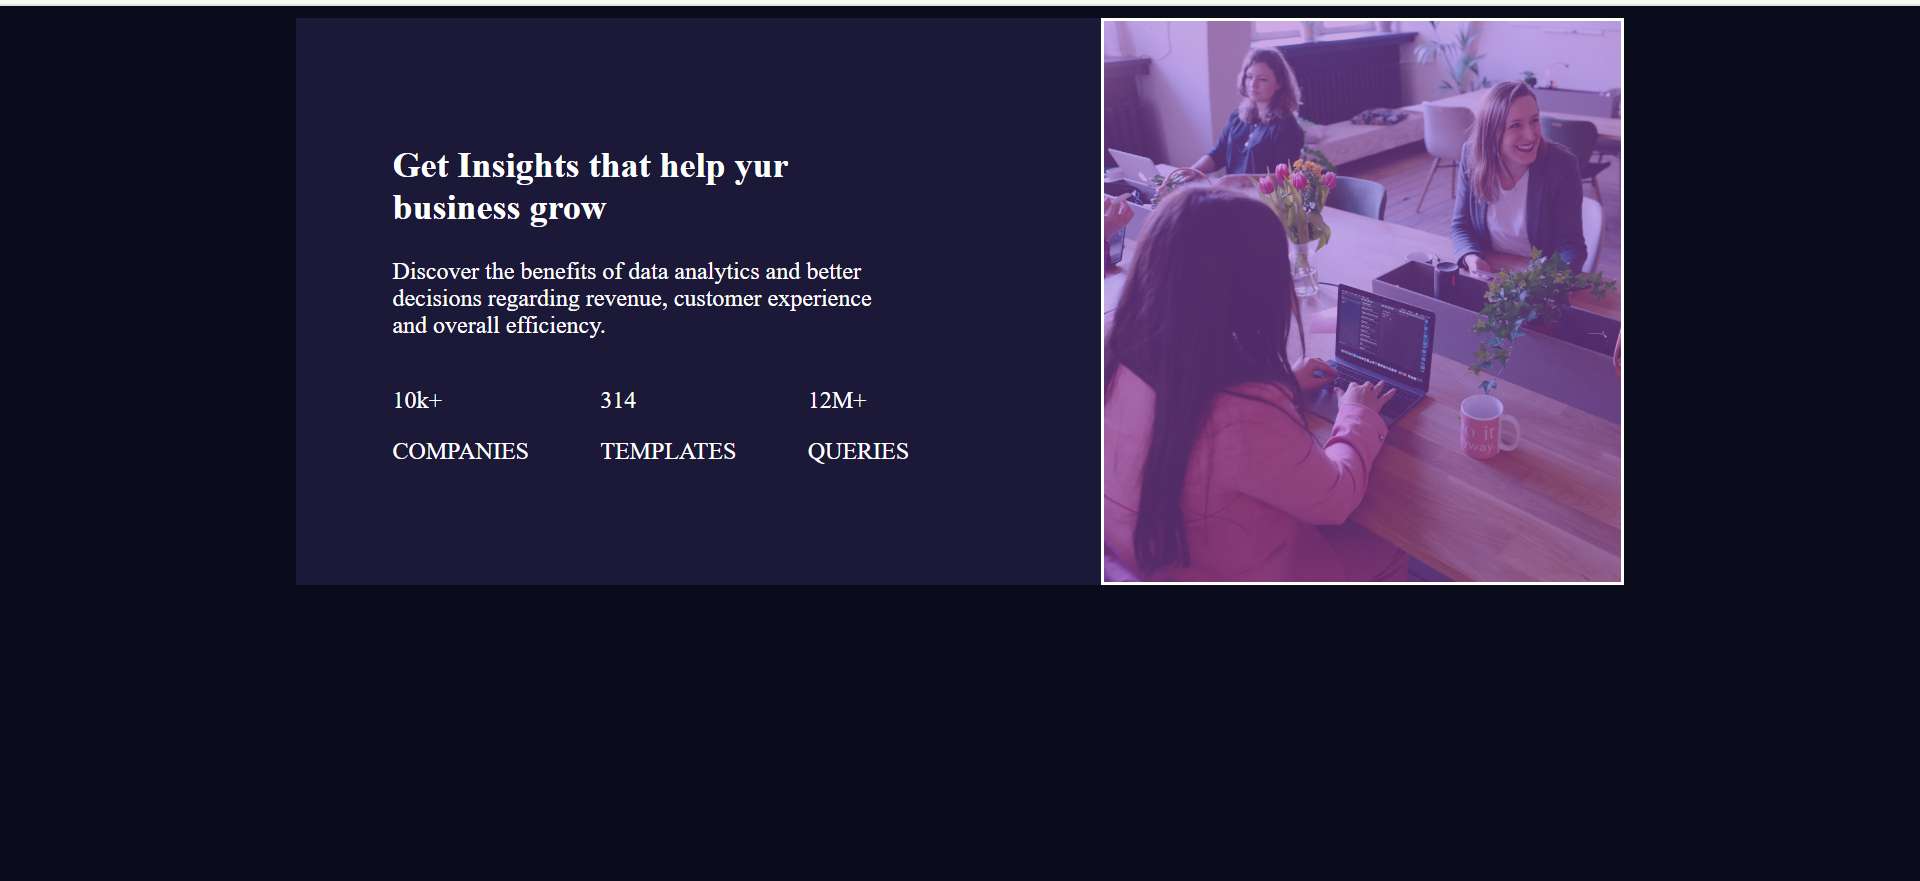 Get Insights that help yur
business grow
Discover the benefits of data analytics and better
decisions regarding revenue, customer experience
and overall efficiency.
10k+ 314 12M+
COMPANIES TEMPLATES QUERIES